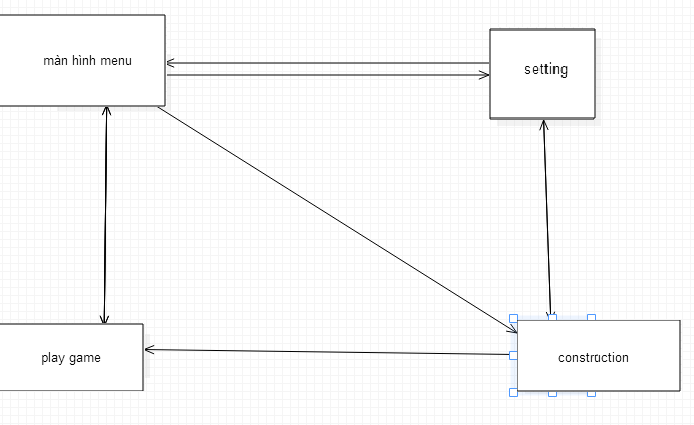 màn hình menu
setting
play game
construction